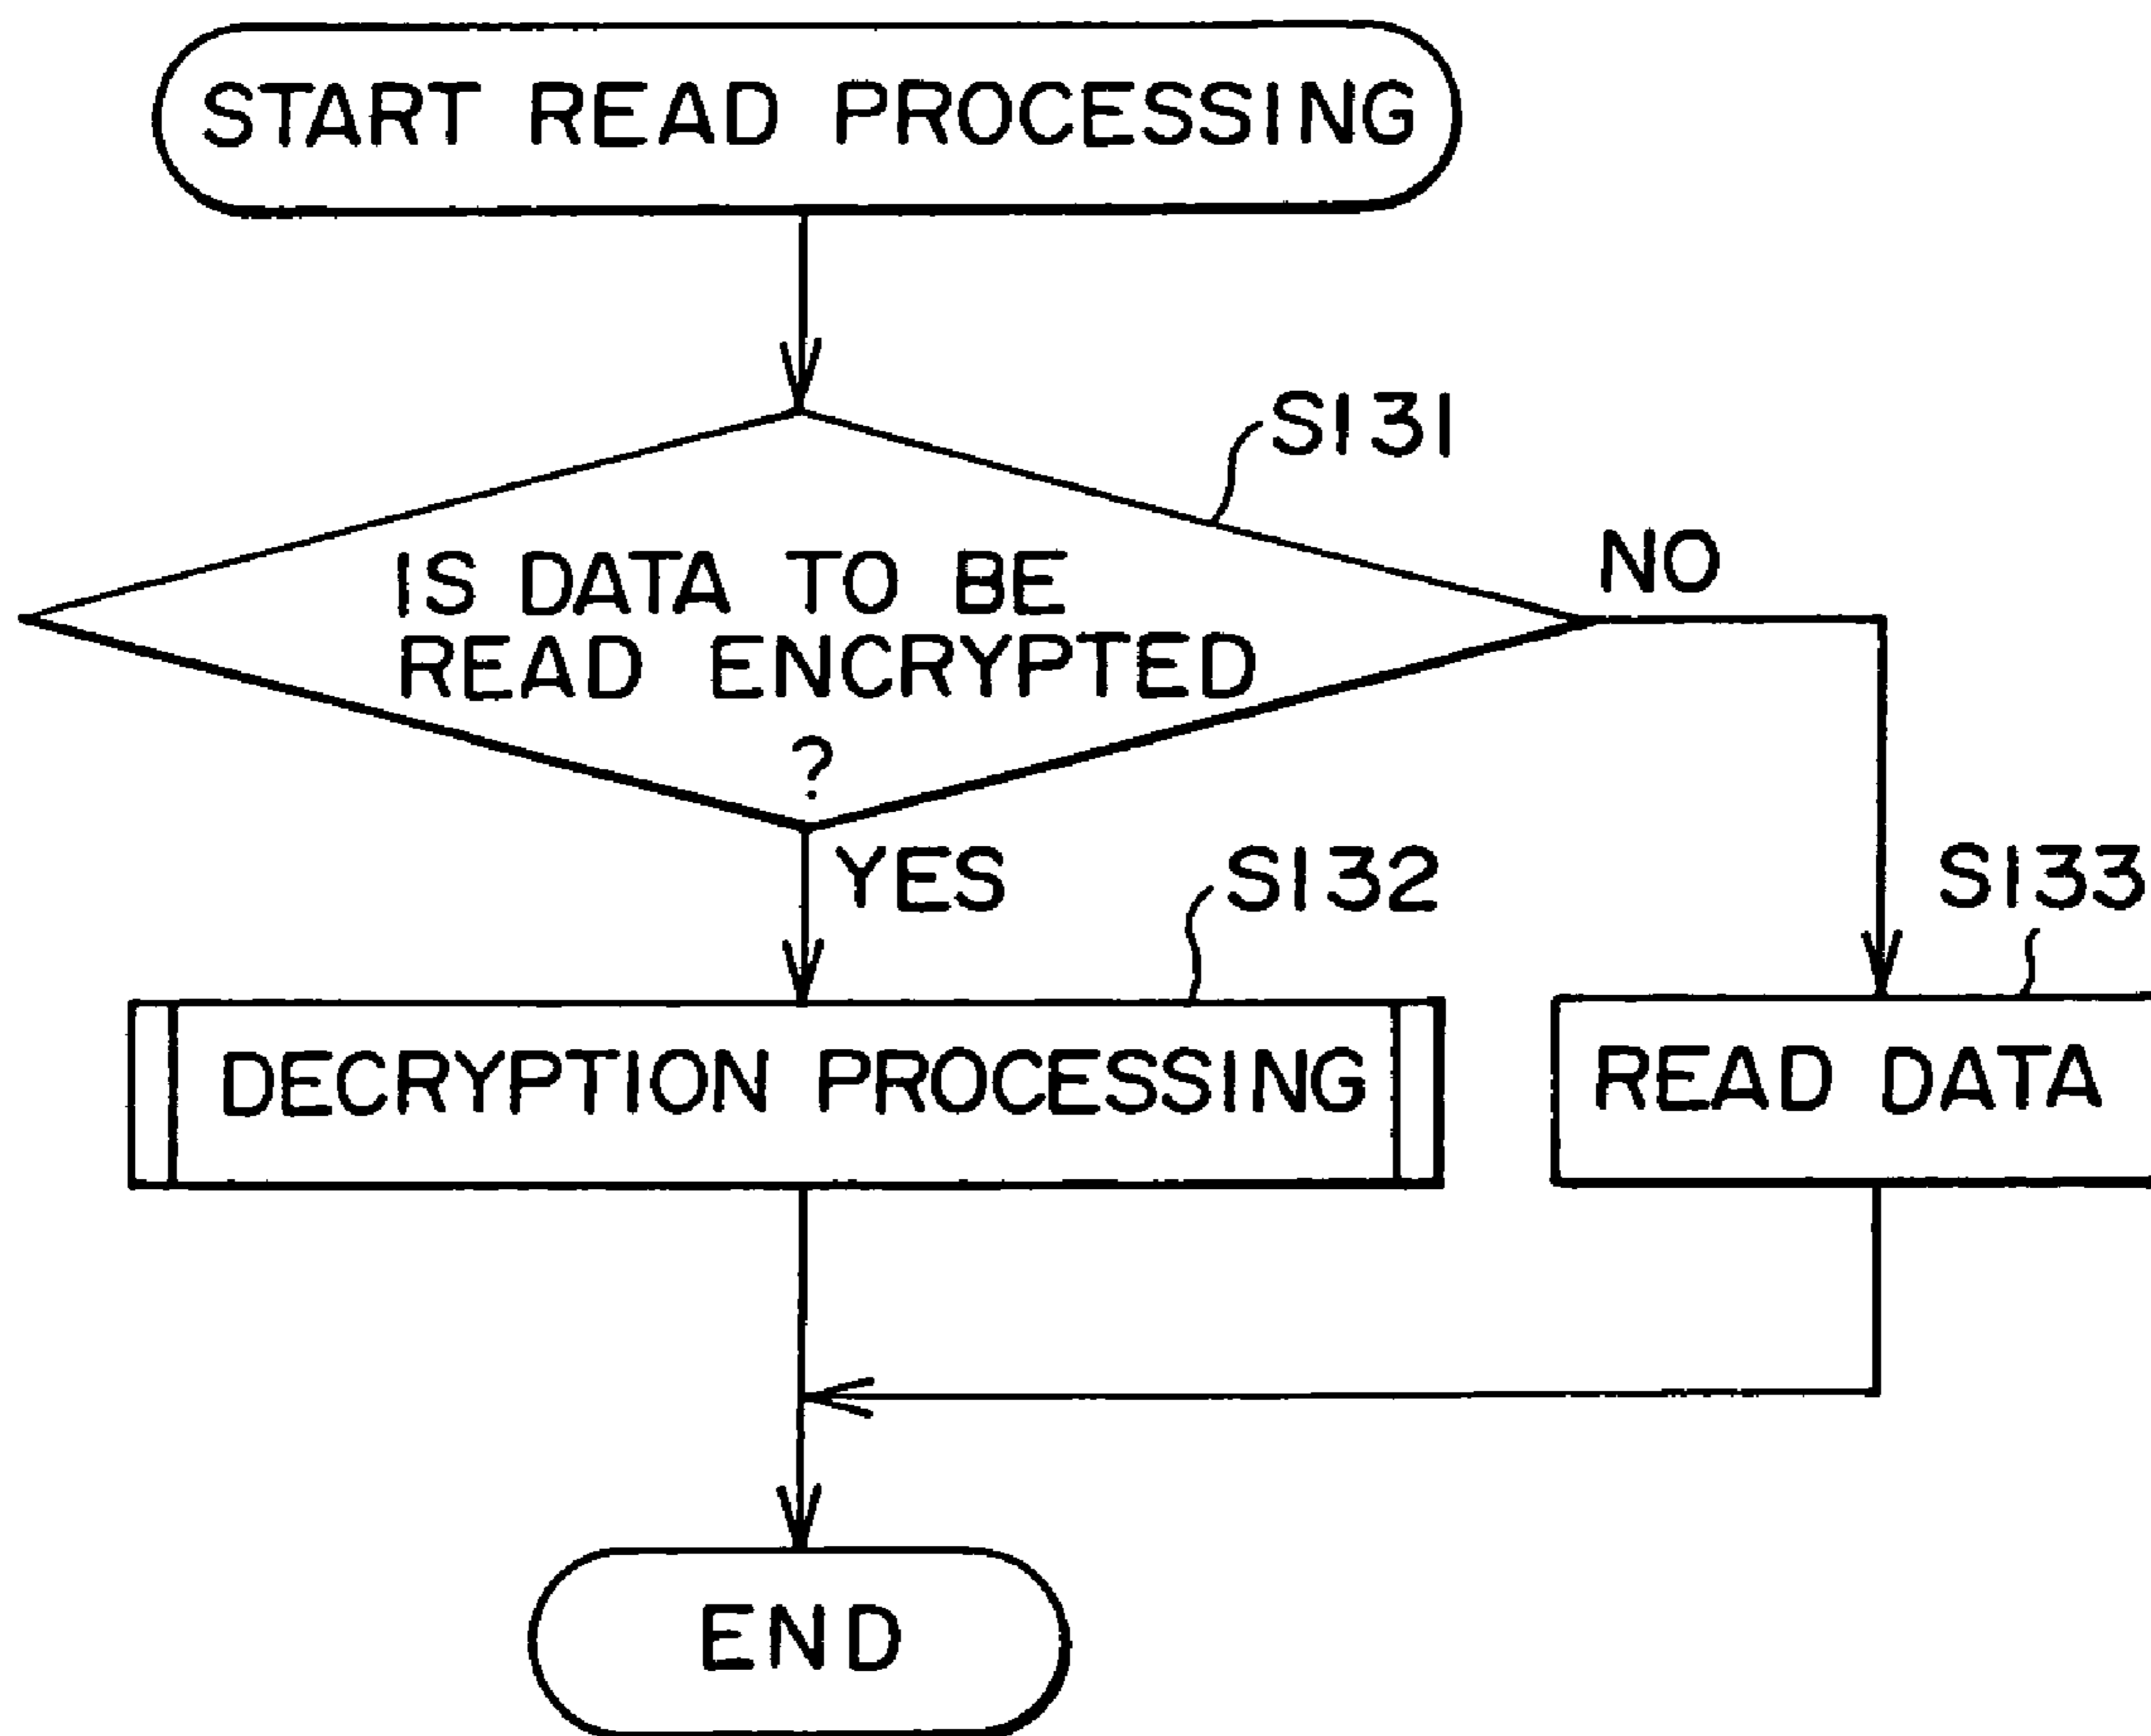 START READ PROCESSING
S131
IS DATA TO BE
READ ENCRYPTED
?
NO
YES
S132
S133
DECRYPTION PROCESSING
READ DATA
END